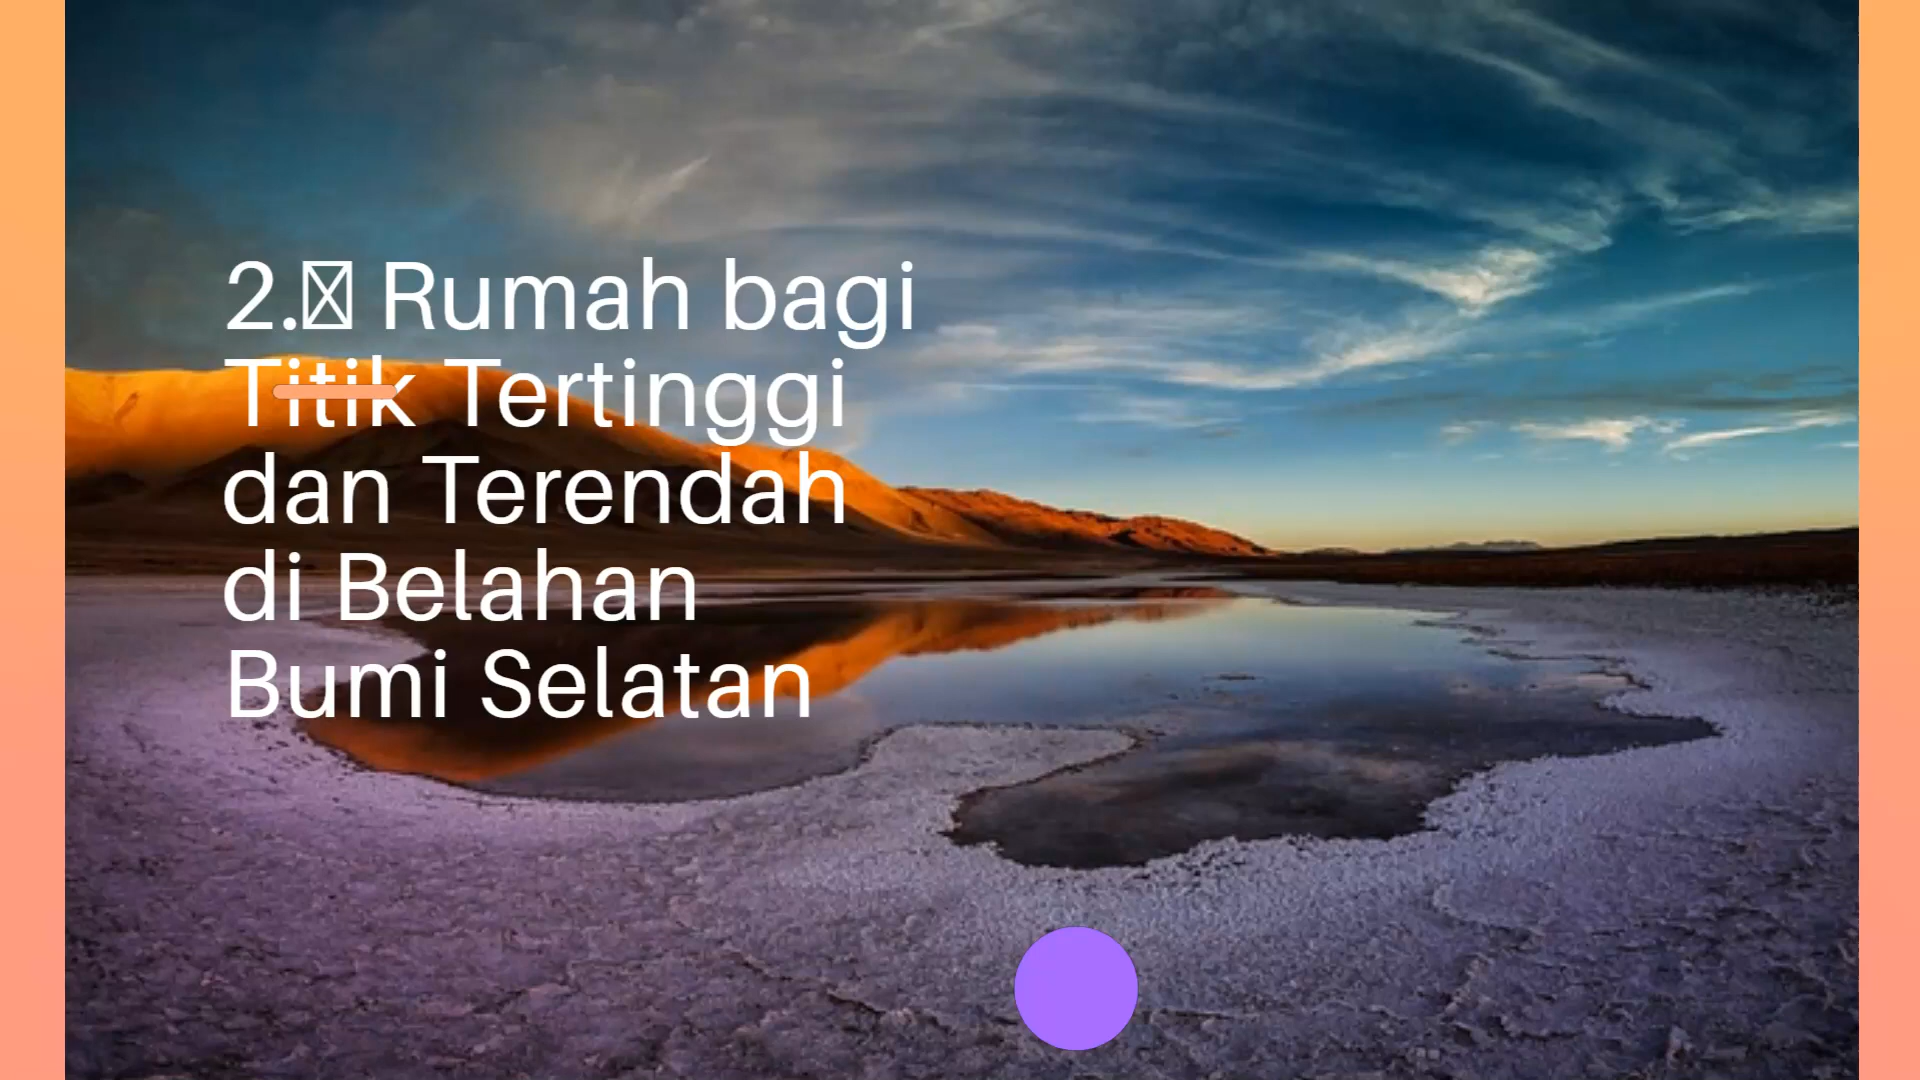 2. Rumah bagi
Titik Tertinggi
dan Terendah
di Belahan
Bumi Selatan